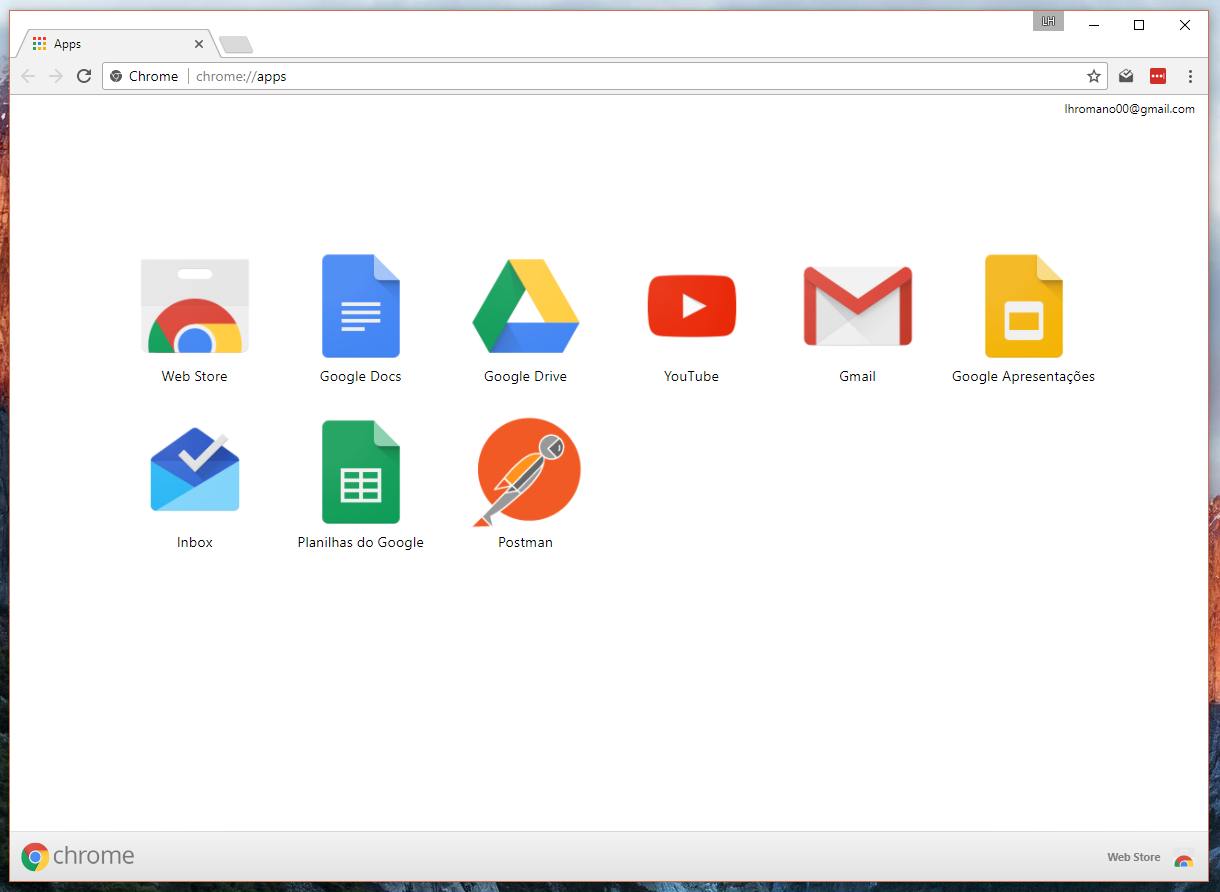 LH
Apps
Chrome chrome://apps
lhromano00@gmail.com
Web Store
Google Docs
Google Drive
YouTube
Gmail
Google Apresentações
Inbox
Planilhas do Google
Postman
chrome
Web Store